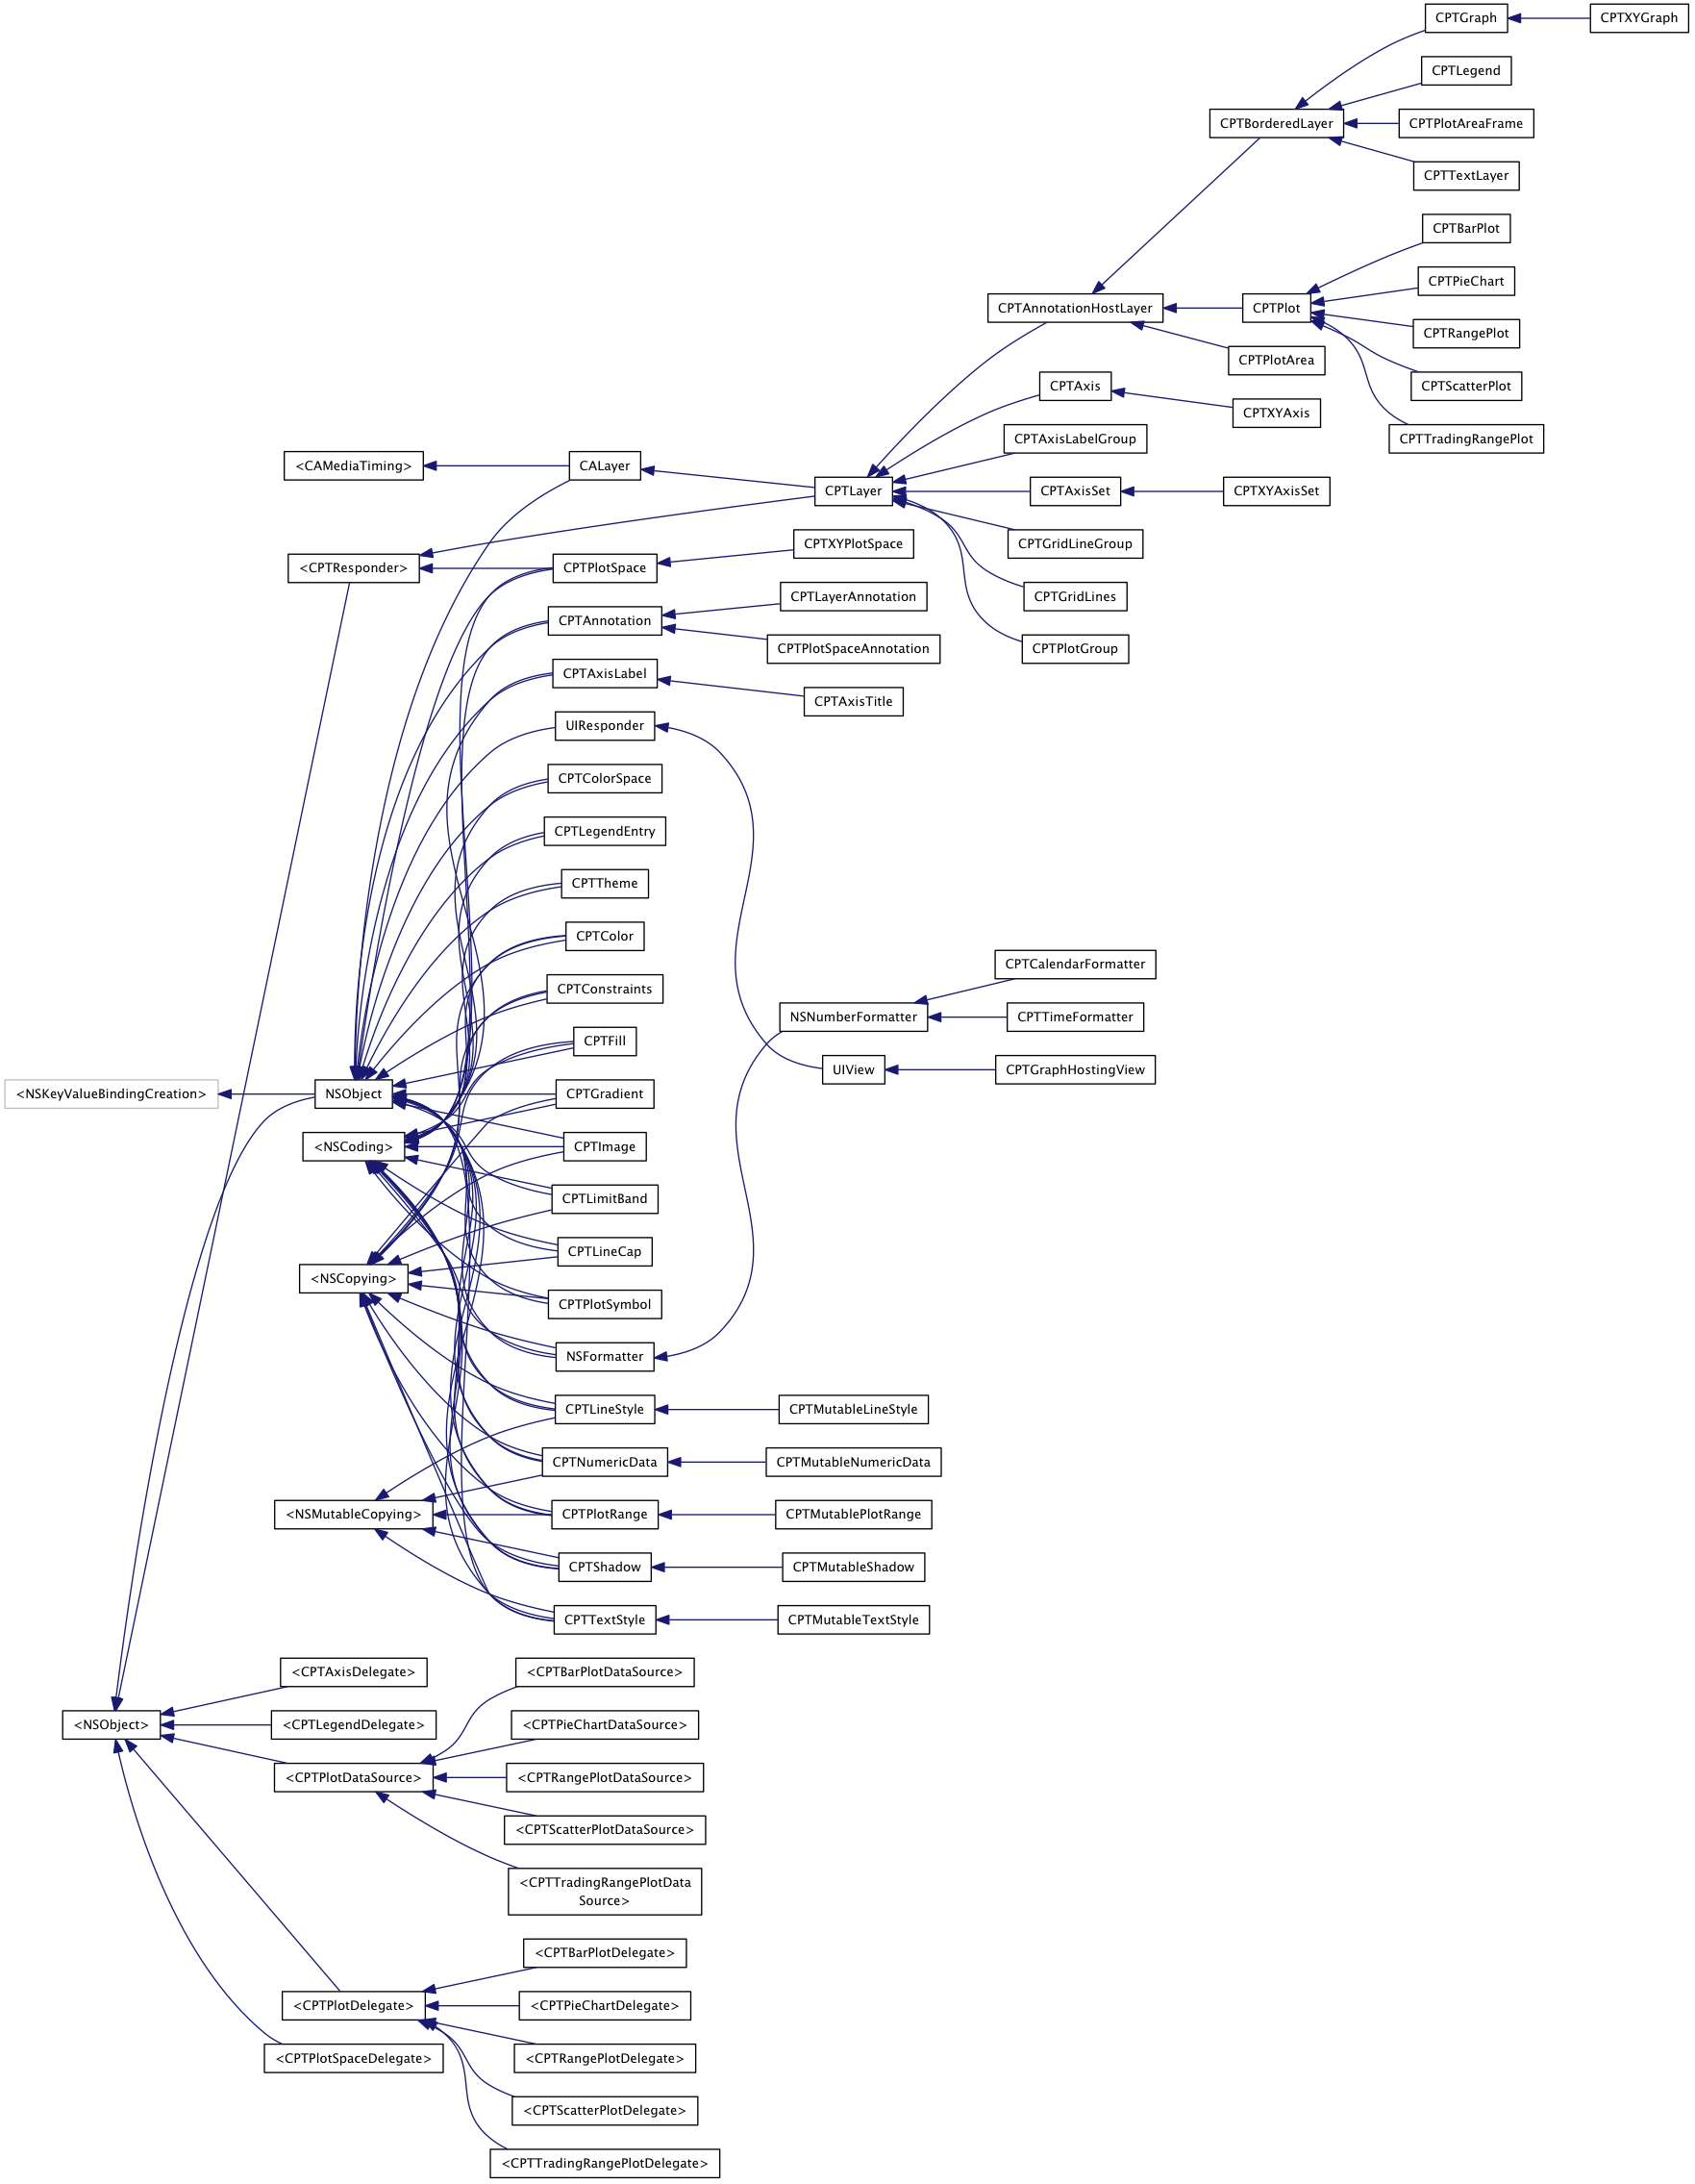 CPTGraph
CPTXYGraph
CPTLegend
CPTBorderedLayer
CPTPlotAreaFrame
CPTTextLayer
CPTBarPlot
CPTPieChart
CPTAnnotationHostLayer
CPTPlot
CPTRangePlot
CPTPlotArea
CPTAxis
CPTScatterPlot
CPTXYAxis
CPTAxisLabelGroup
CPTTradingRangePlot
<CAMediaTiming>
CALayer
CPTLayer
CPTAxisSet
CPTXYAxisSet
CPTXYPlotSpace
CPTGridLineGroup
<CPTResponder>
CPTPlotSpace
CPTLayerAnnotation
CPTGridLines
CPTAnnotation
CPTPlotSpaceAnnotation
CPTPlotGroup
CPTAxisLabel
CPTAxisTitle
UIResponder
CPTColorSpace
CPTLegendEntry
CPTTheme
CPTColor
CPTCalendarFormatter
CPTConstraints
NSNumberFormatter
CPTTimeFormatter
CPTFill
UIView
CPTGraphHostingView
<NSKeyValueBindingCreation>
NSObject
CPTGradient
<NSCoding>
CPTImage
CPTLimitBand
CPTLineCap
<NSCopying>
CPTPlotSymbol
NSFormatter
CPTLineStyle
CPTMutableLineStyle
CPTNumericData
CPTMutableNumericData
<NSMutableCopying>
CPTPlotRange
CPTMutablePlotRange
CPTShadow
CPTMutableShadow
CPTTextStyle
CPTMutableTextStyle
<CPTAxisDelegate>
<CPTBarPlotDataSource>
<NSObject>
<CPTLegendDelegate>
<CPTPieChartDataSource>
<CPTPlotDataSource>
<CPTRangePlotDataSource>
<CPTScatterPlotDataSource>
<CPTTradingRangePlotData
Source>
<CPTBarPlotDelegate>
<CPTPlotDelegate>
<CPTPieChartDelegate>
<CPTPlotSpaceDelegate>
<CPTRangePlotDelegate>
<CPTScatterPlotDelegate>
<CPTTradingRangePlotDelegate>